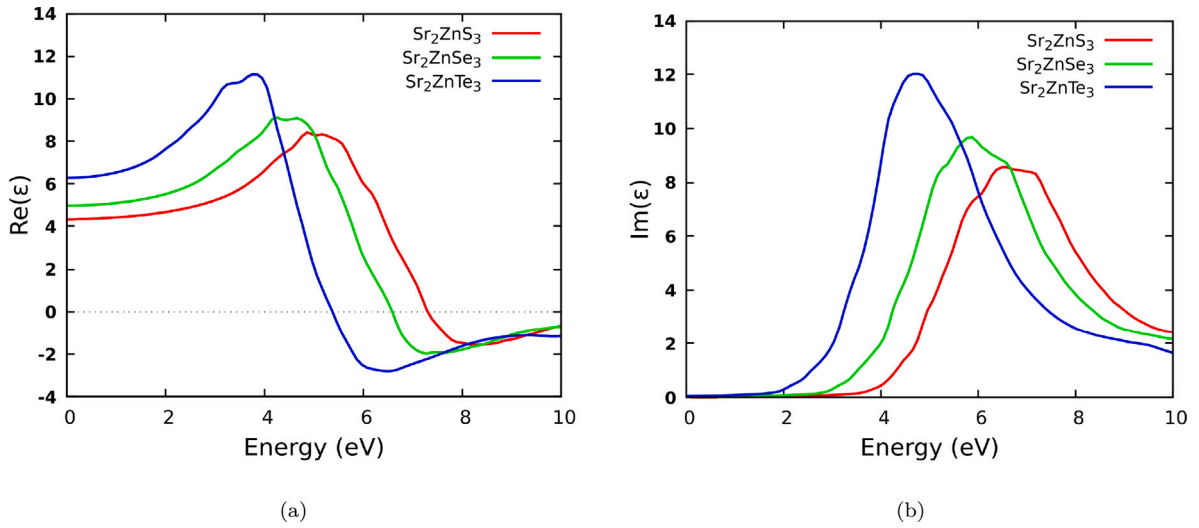 14
12
10
8
6
4
2
0
-2
-4
Re(ε)
Sr₂ZnS₃
Sr₂ZnSe₃
Sr₂ZnTe₃
0 2 4 6 8 10
Energy (eV)
(a)
14
12
10
8
6
4
2
0
Im(ε)
Sr₂ZnS₃
Sr₂ZnSe₃
Sr₂ZnTe₃
0 2 4 6 8 10
Energy (eV)
(b)